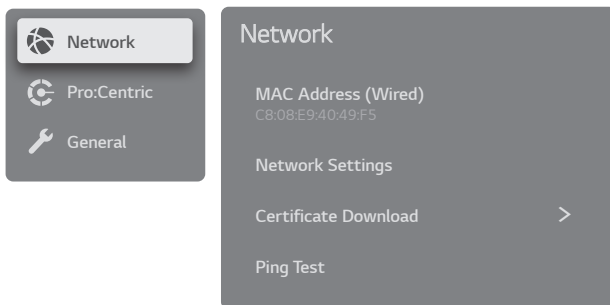 Network
Pro:Centric
General
Network
MAC Address (Wired)
C8:08:E9:40:49:F5
Network Settings
Certificate Download
Ping Test